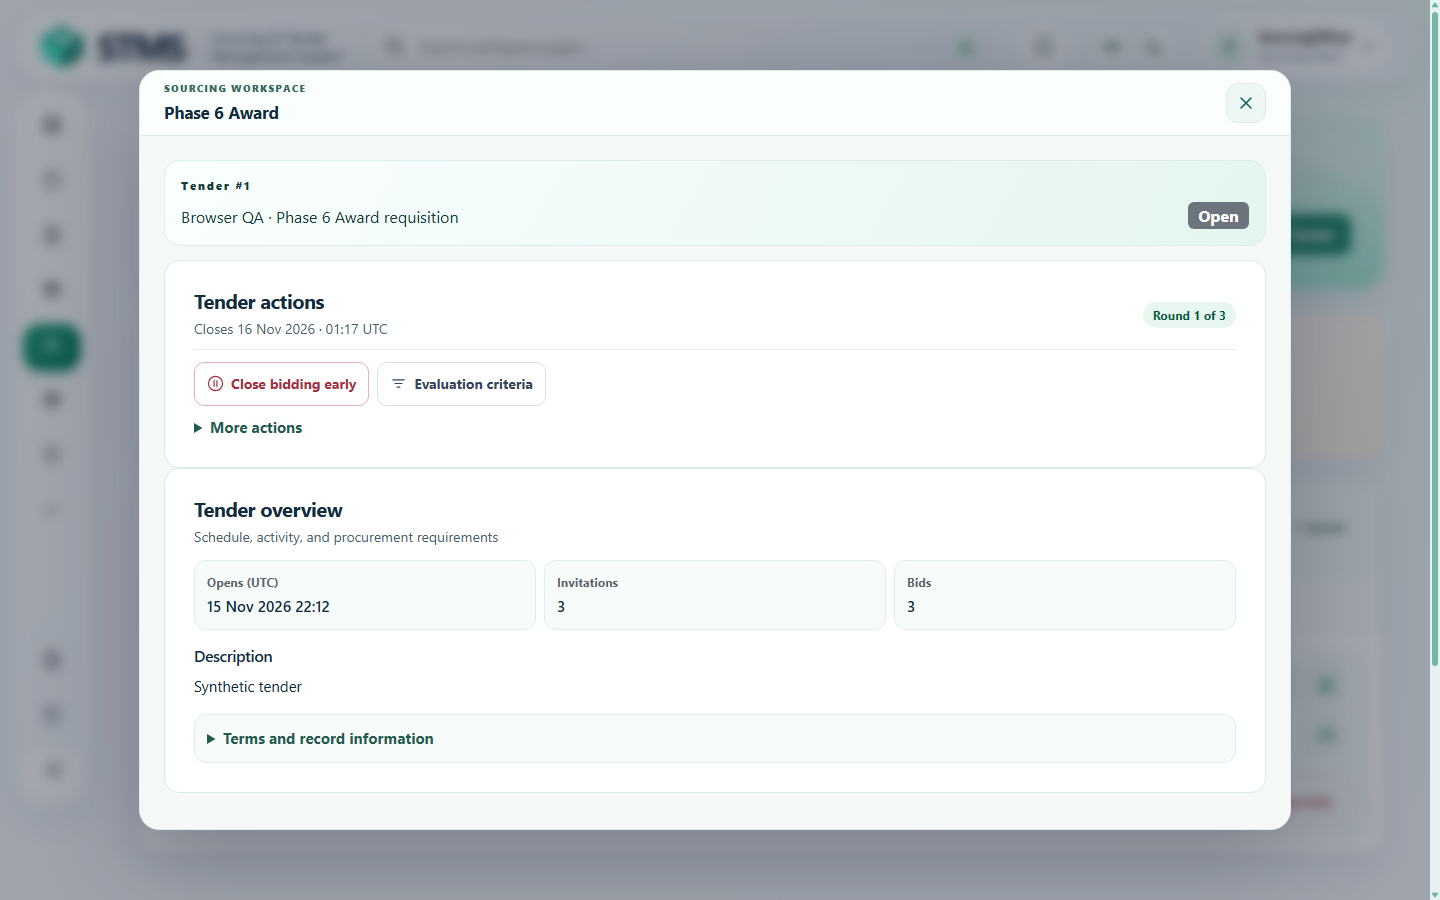 STMS
SOURCING WORKSPACE
Phase 6 Award
Tender #1
Browser QA · Phase 6 Award requisition
Open
Tender actions
Closes 16 Nov 2026 · 01:17 UTC
Round 1 of 3
Close bidding early
Evaluation criteria
More actions
Tender overview
Schedule, activity, and procurement requirements
Opens (UTC)
15 Nov 2026 22:12
Invitations
3
Bids
3
Description
Synthetic tender
Terms and record information